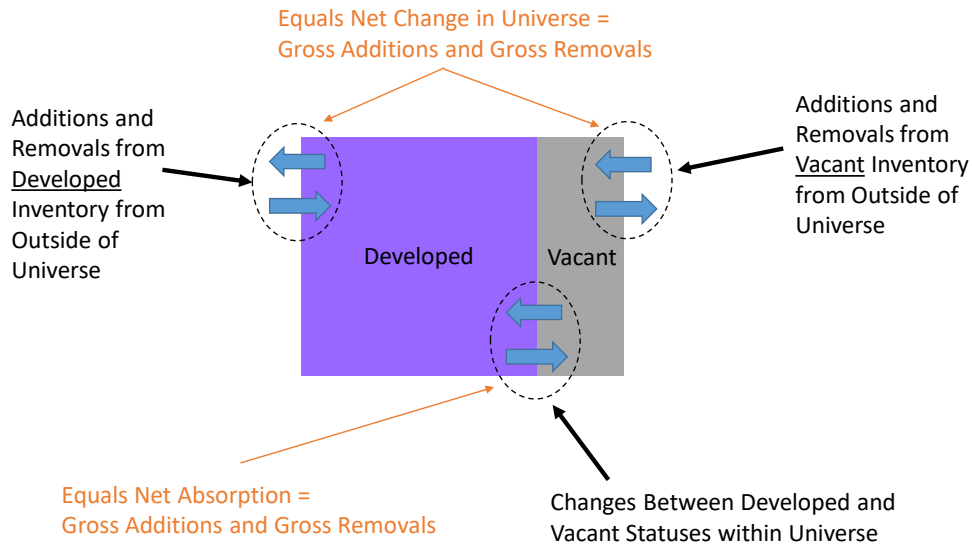 Equals Net Change in Universe =
Gross Additions and Gross Removals
Additions and
Removals from
Developed
Inventory from
Outside of
Universe
Additions and
Removals from
Vacant Inventory
from Outside of
Universe
Developed
Vacant
Equals Net Absorption =
Gross Additions and Gross Removals
Changes Between Developed and
Vacant Statuses within Universe